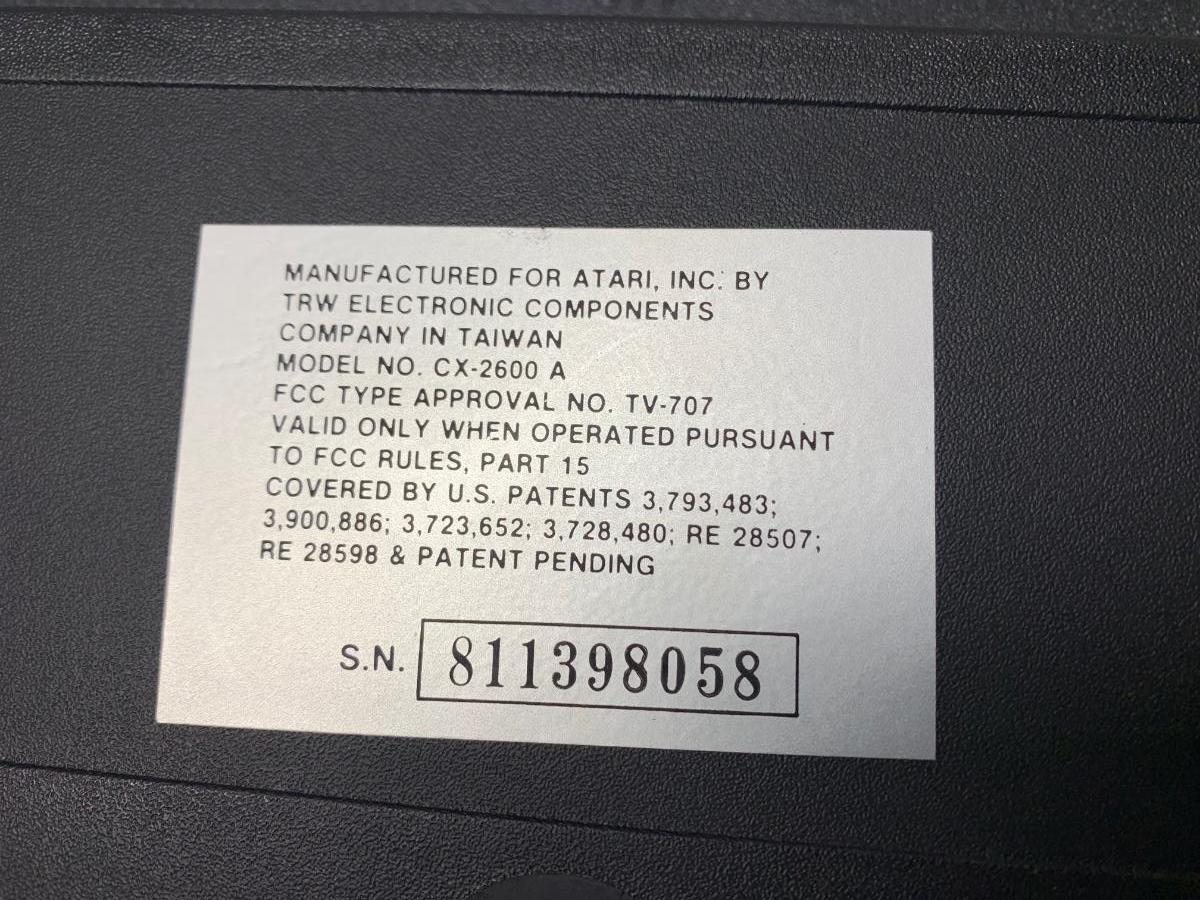 MANUFACTURED FOR ATARI, INC. BY
TRW ELECTRONIC COMPONENTS
COMPANY IN TAIWAN
MODEL NO. CX-2600 A
FCC TYPE APPROVAL NO. TV-707
VALID ONLY WHEN OPERATED PURSUANT
TO FCC RULES, PART 15
COVERED BY U.S. PATENTS 3,793,483;
3,900,886; 3,723,652; 3,728,480; RE 28507;
RE 28598 & PATENT PENDING
S.N. 811398058